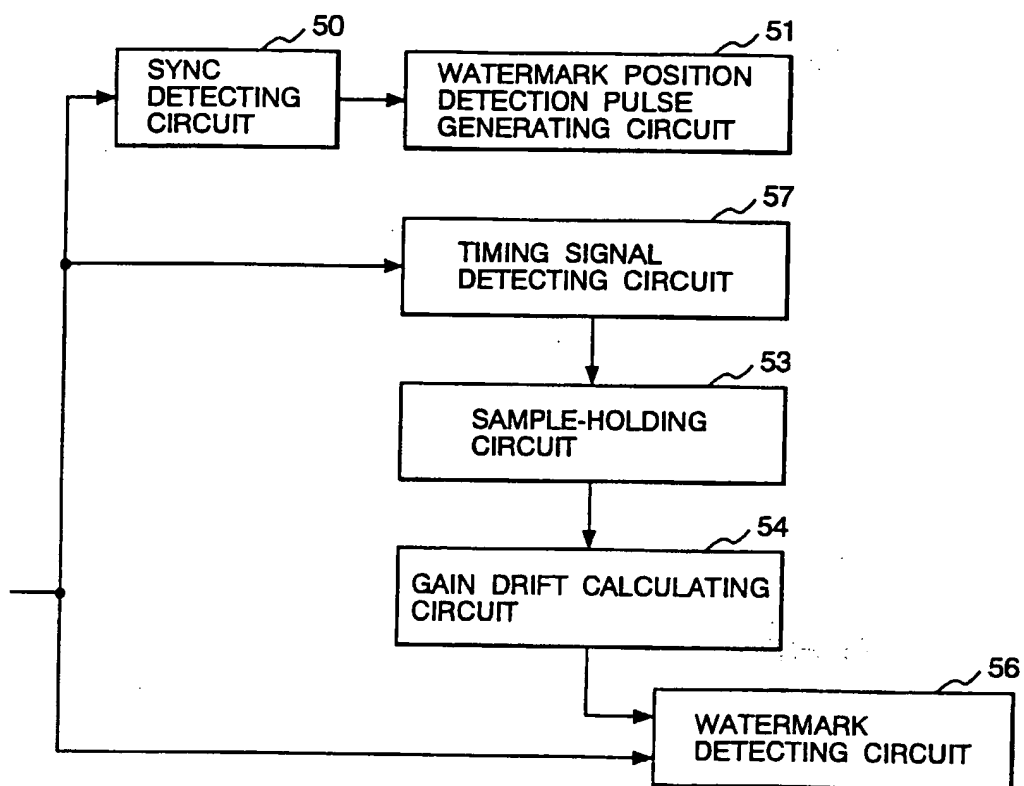 50
SYNC
DETECTING
CIRCUIT
51
WATERMARK POSITION
DETECTION PULSE
GENERATING CIRCUIT
57
TIMING SIGNAL
DETECTING CIRCUIT
53
SAMPLE-HOLDING
CIRCUIT
54
GAIN DRIFT CALCULATING
CIRCUIT
56
WATERMARK
DETECTING CIRCUIT